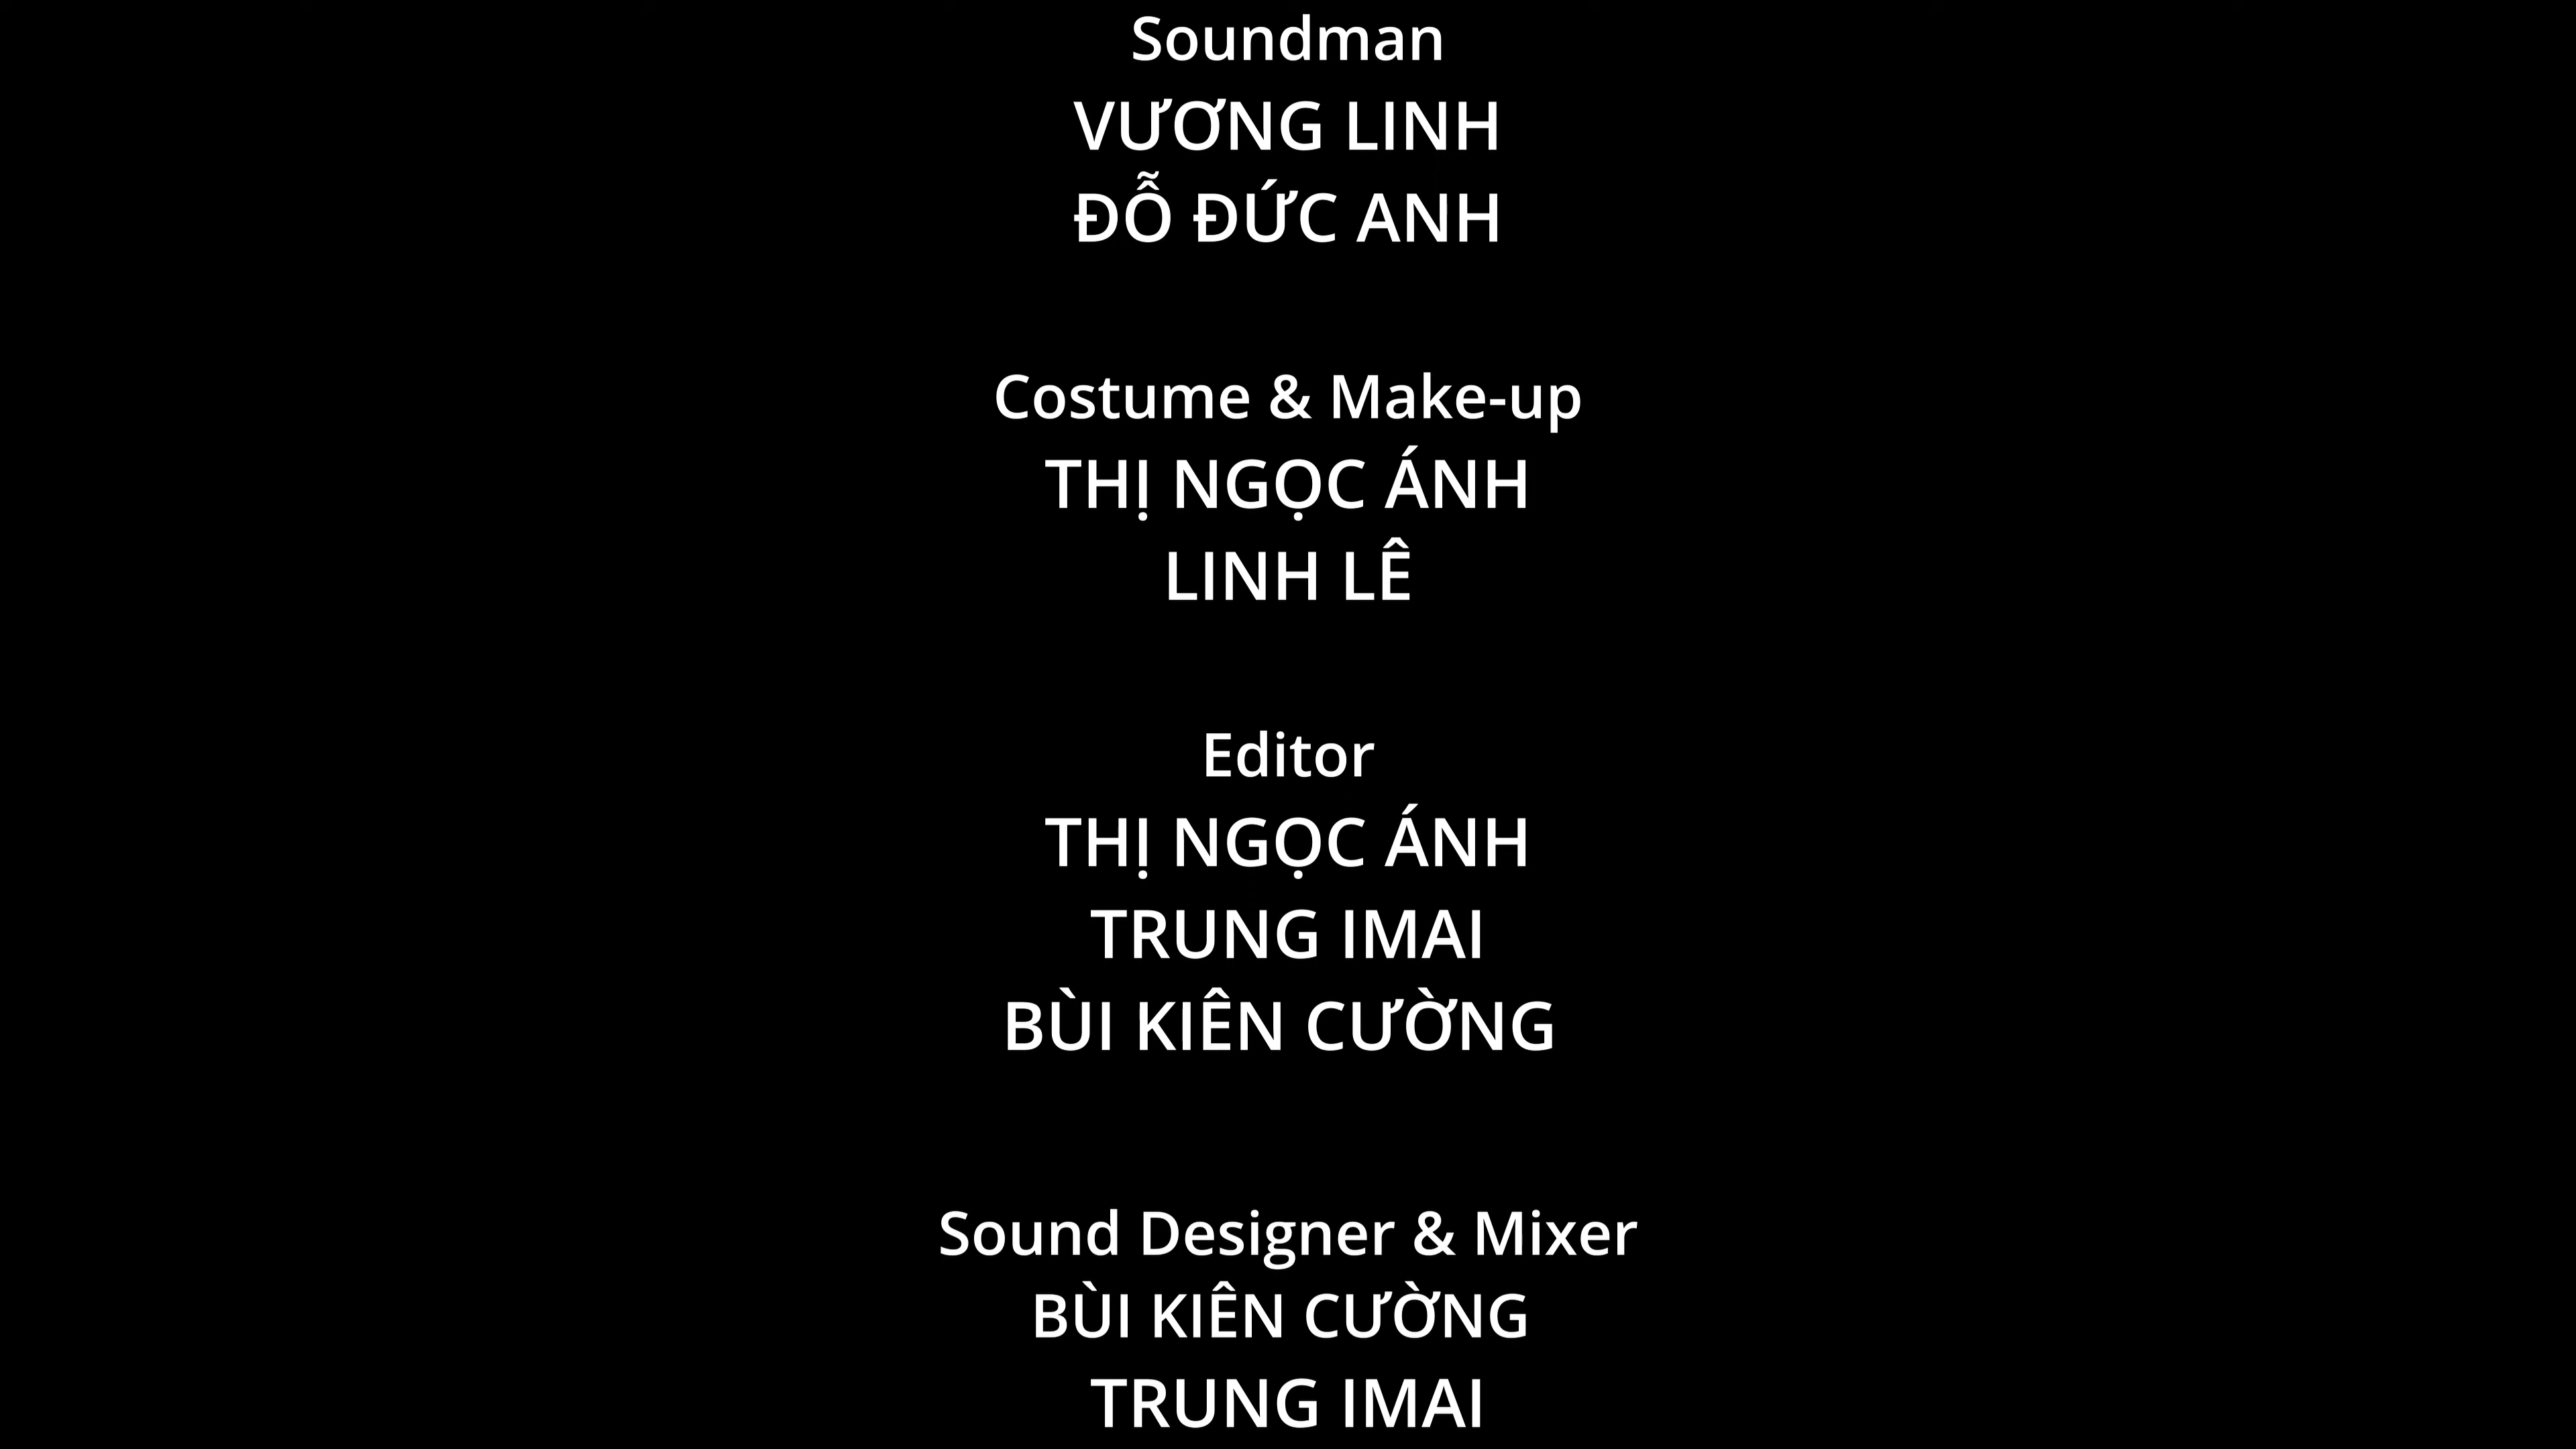 Soundman
VƯƠNG LINH
ĐỖ ĐỨC ANH
Costume & Make-up
THỊ NGỌC ÁNH
LINH LÊ
Editor
THỊ NGỌC ÁNH
TRUNG IMAI
BÙI KIÊN CƯỜNG
Sound Designer & Mixer
BÙI KIÊN CƯỜNG
TRUNG IMAI